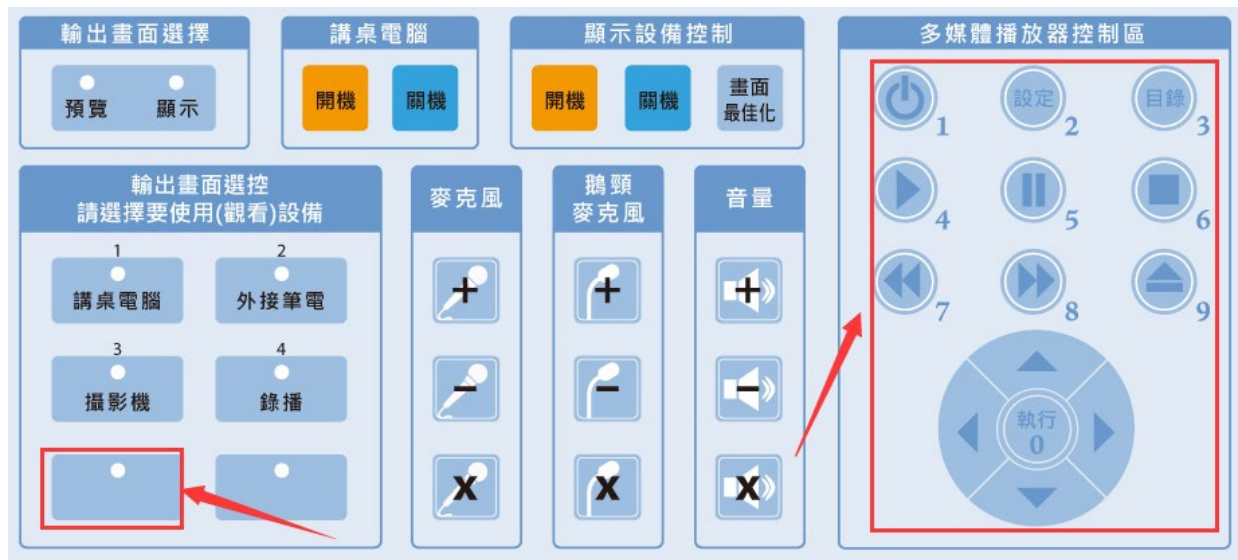 輸出畫面選擇
預覽 顯示
講桌電腦
開機 關機
顯示設備控制
開機 關機 畫面
最佳化
輸出畫面選控
請選擇要使用(觀看)設備
1 2
講桌電腦 外接筆電
3 4
攝影機 錄播
麥克風
+
-
x
鵝頸
麥克風
+
-
x
音量
+
-
x
多媒體播放器控制區
1 設定 2 目錄 3
4 5 6
7 8 9
執行
0